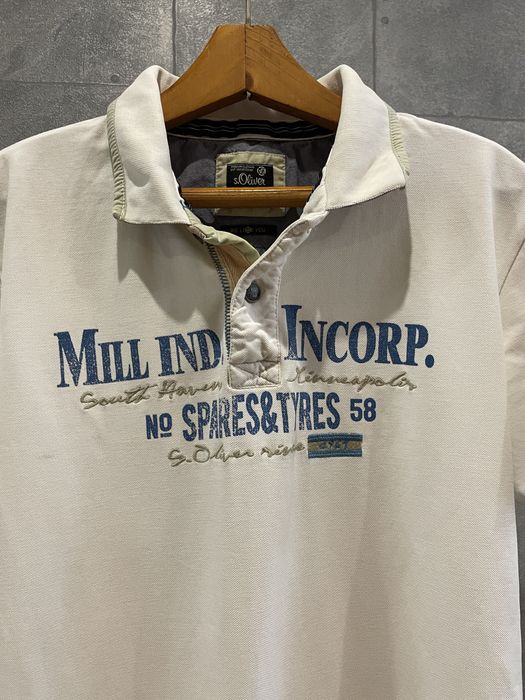 s.Oliver
MILL IND INCORP.
South Haven Minneapolis
NO SPARES&TYRES 58
s.Oliver